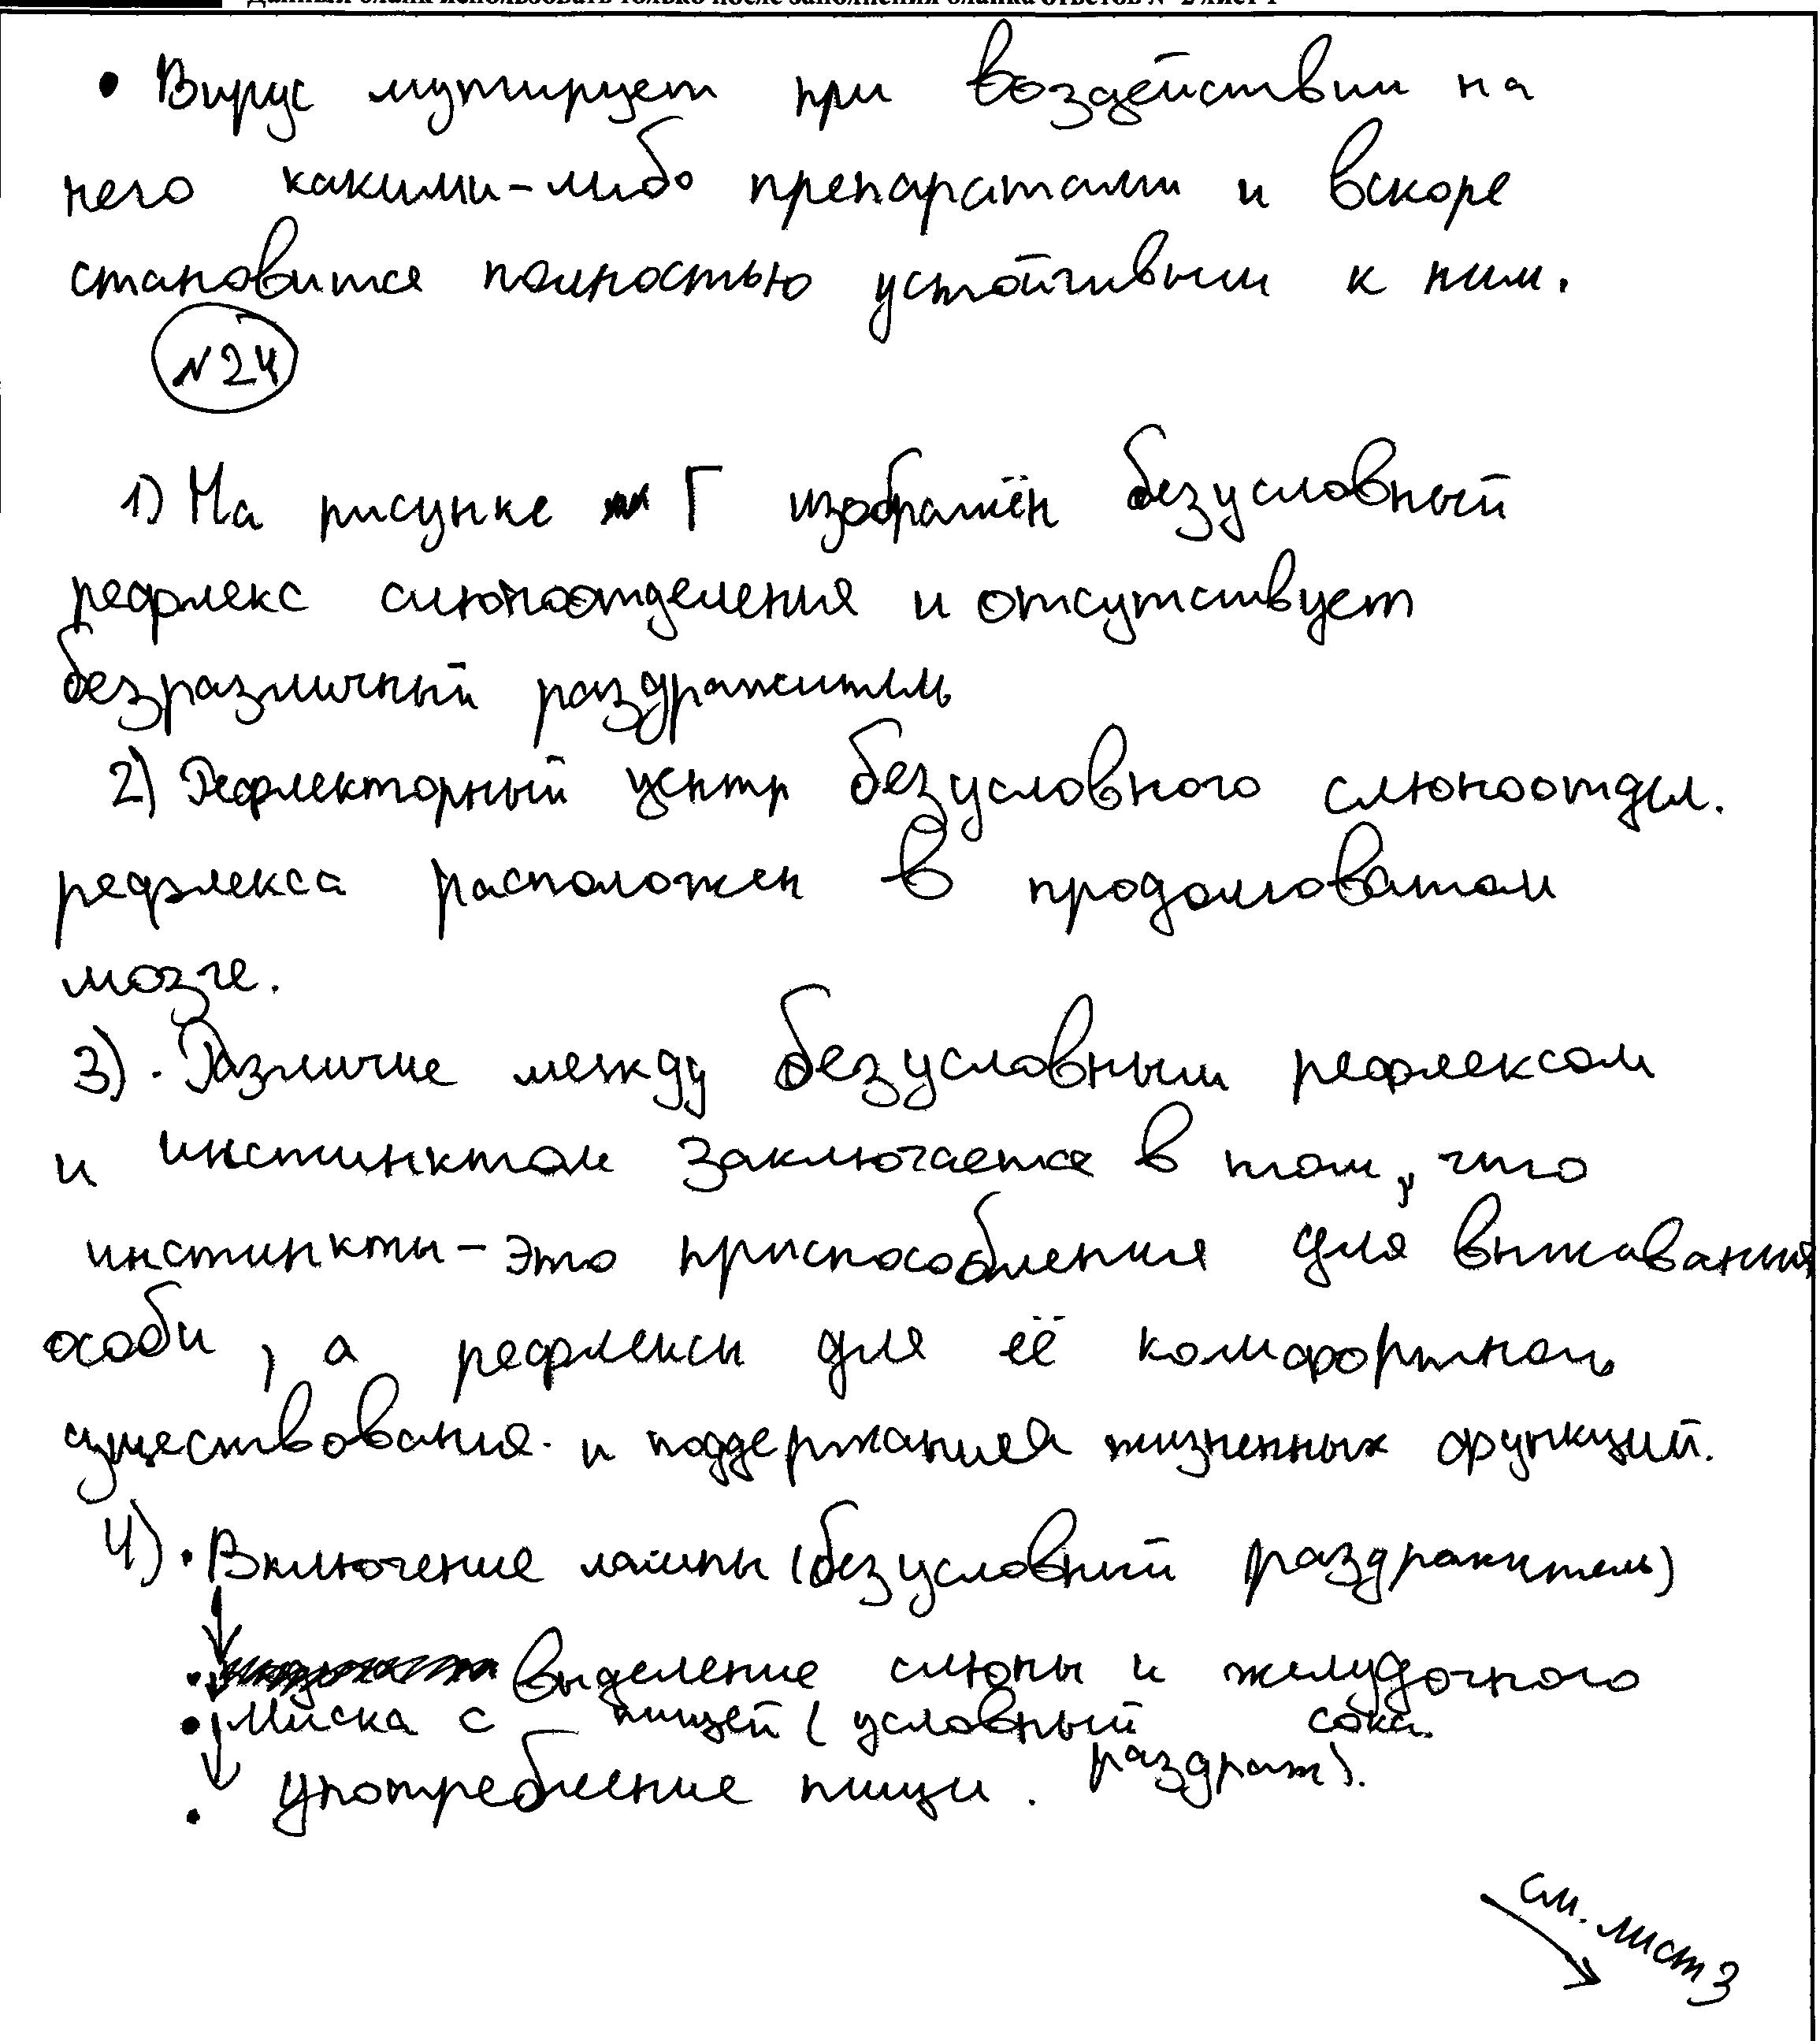 • Вирус мутирует при воздействии на
него какими-либо препаратами и вскоре
становится полностью устойчивым к ним.
№24
1) На рисунке Г изображён безусловный
рефлекс слюноотделения и отсутствует
безразличный раздражитель
2) Рефлекторный центр безусловного слюноотдел.
рефлекса расположен в продолговатом
мозге.
3) • Различие между безусловным рефлексом
и инстинктом заключается в том, что
инстинкты – это приспособления для выживания
особи, а рефлексы для её комфортного
существования и поддержания жизненных функций.
4) • Включение лампы (безусловный раздражитель)
• выделение слюны и желудочного
сока.
• Миска с пищей (условный
раздраж).
• употребление пищи.
см. лист 3